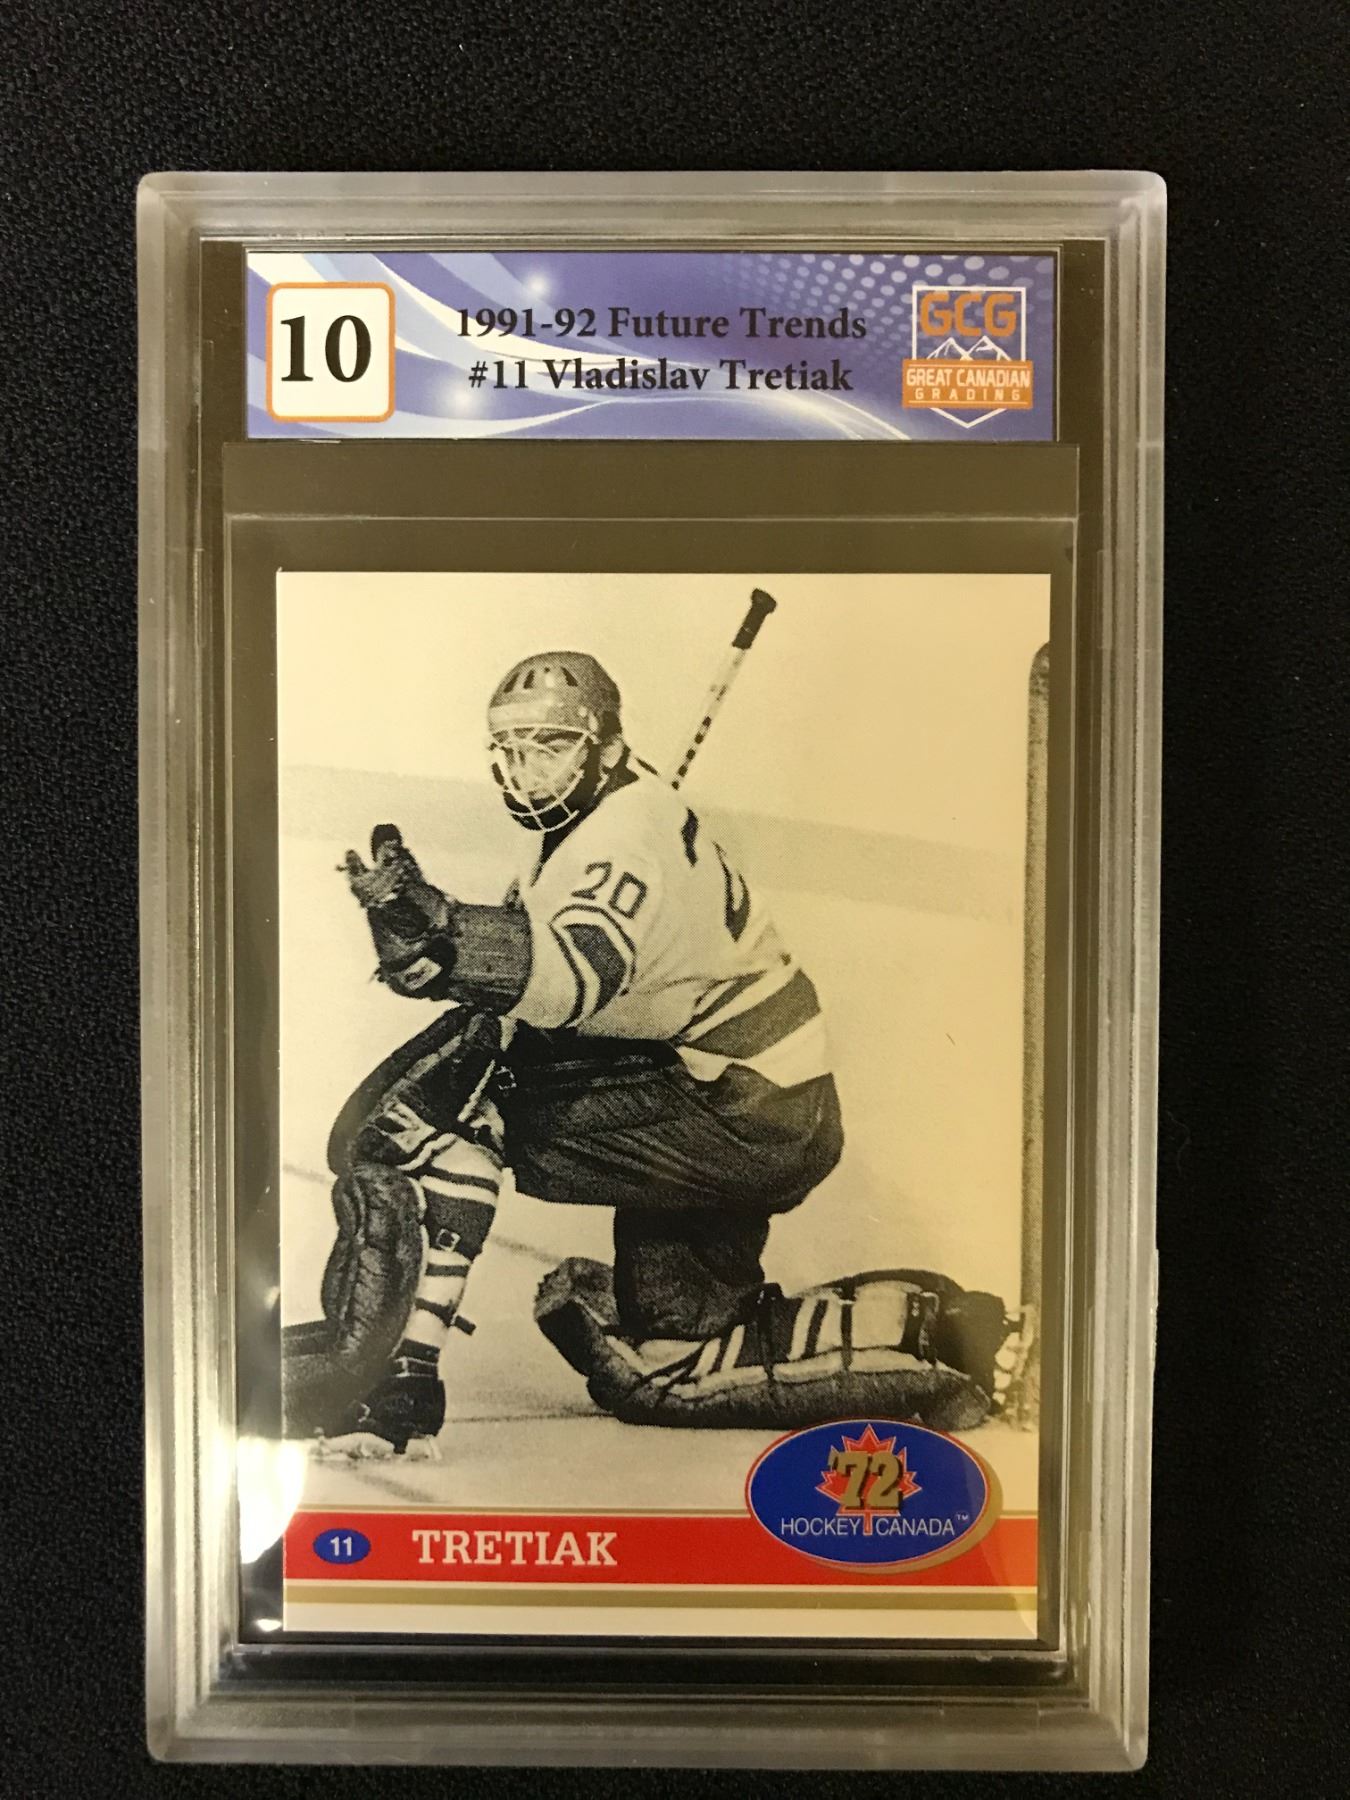 10
1991-92 Future Trends
#11 Vladislav Tretiak
GCG
GREAT CANADIAN
GRADING
20
'72
HOCKEY CANADA™
11 TRETIAK